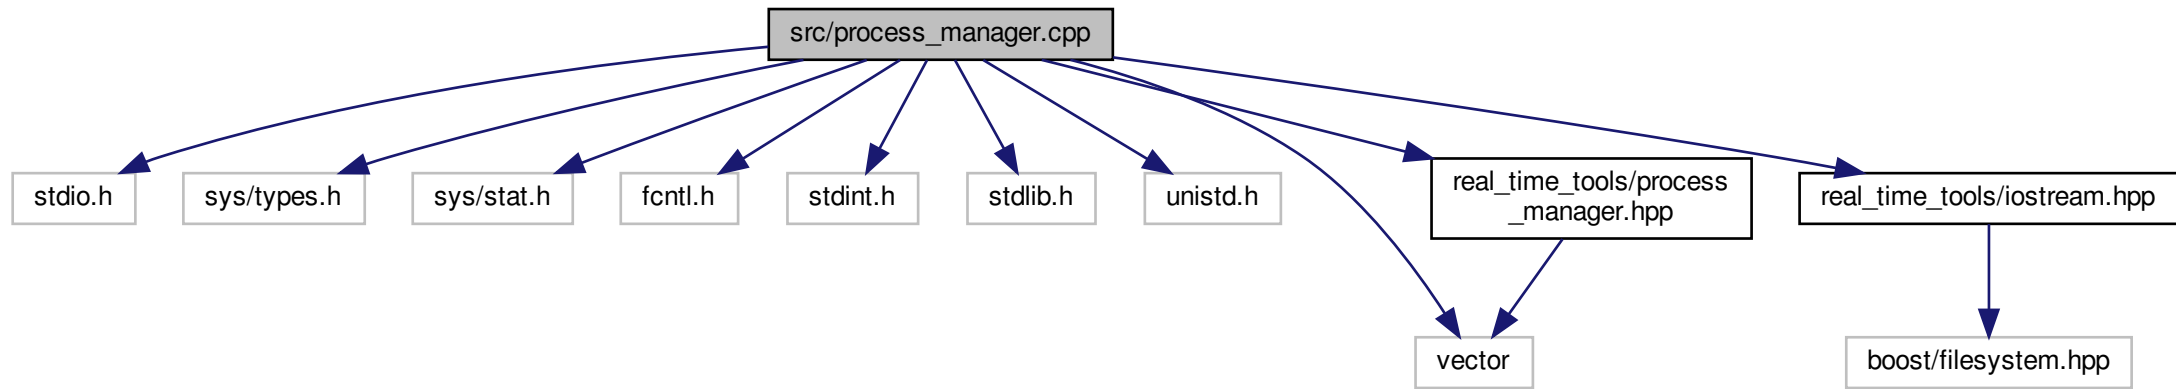 src/process_manager.cpp
stdio.h
sys/types.h
sys/stat.h
fcntl.h
stdint.h
stdlib.h
unistd.h
real_time_tools/process
_manager.hpp
real_time_tools/iostream.hpp
vector
boost/filesystem.hpp